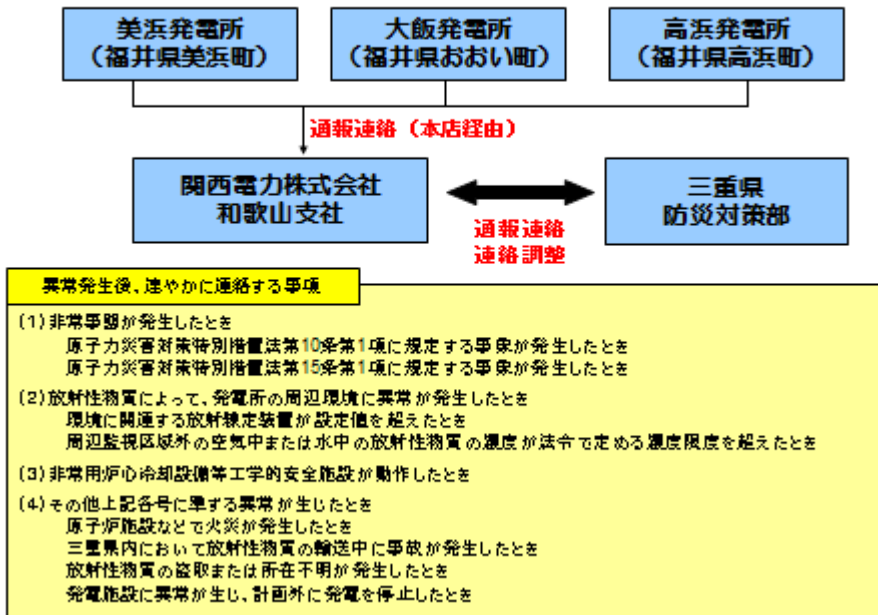 美浜発電所
(福井県美浜町)
大飯発電所
(福井県おおい町)
高浜発電所
(福井県高浜町)
通報連絡(本店経由)
関西電力株式会社
和歌山支社
三重県
防災対策部
通報連絡
連絡調整
異常発生後、速やかに連絡する事項
(1)非常事態が発生したとき
原子力災害対策特別措置法第10条第1項に規定する事象が発生したとき
原子力災害対策特別措置法第15条第1項に規定する事象が発生したとき
(2)放射性物質によって、発電所の周辺環境に異常が発生したとき
環境に関連する放射線定装置が設定値を超えたとき
周辺監視区域外の空気中または水中の放射性物質の濃度が法令で定める濃度限度を超えたとき
(3)非常用炉心冷却設備等工学的安全施設が動作したとき
(4)その他上記各号に準ずる異常が生じたとき
原子炉施設などで火災が発生したとき
三重県内において放射性物質の輸送中に事故が発生したとき
放射性物質の盗取または所在不明が発生したとき
発電施設に異常が生じ、計画外に発電を停止したとき